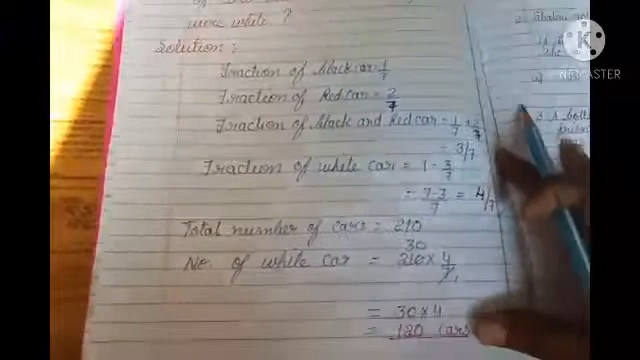 were white ?
Solution :
Fraction of black car = 1/7
Fraction of Red car = 2/7
Fraction of black and Red car = 1/7 + 2/7
= 3/7
Fraction of white car = 1 - 3/7
= 7-3/7 = 4/7
Total number of cars = 210
30
No. of white car = 210 × 4/7
= 30 × 4
= 120 cars
K
NEMASTER